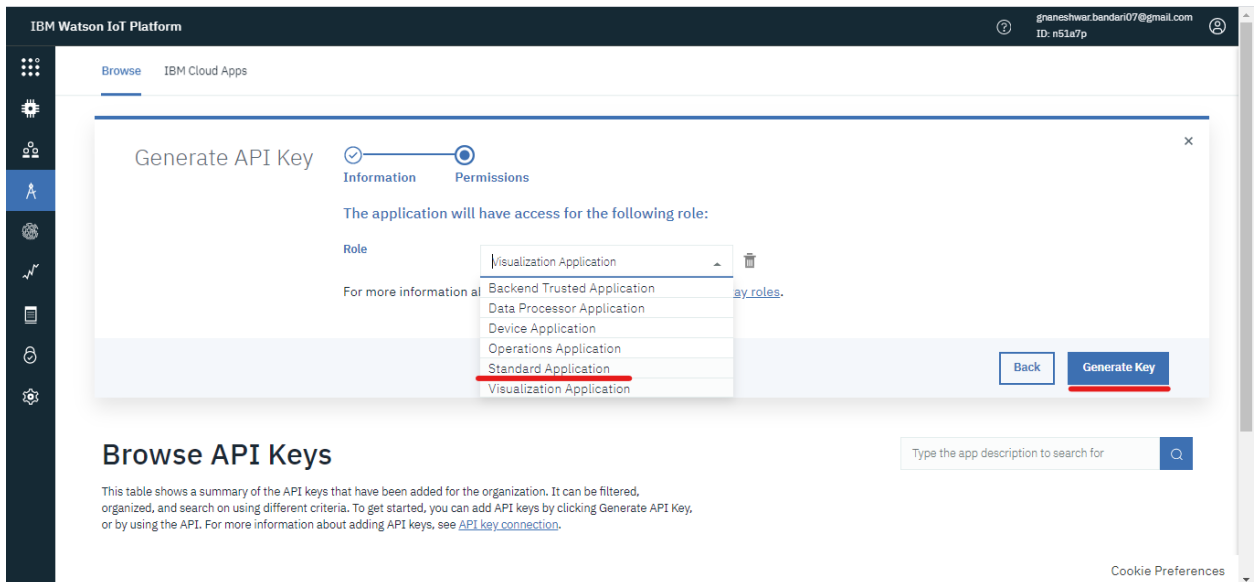 IBM Watson IoT Platform
gnaneshwar.bandari07@gmail.com
ID: n51a7p
Browse IBM Cloud Apps
Generate API Key
Information Permissions
The application will have access for the following role:
Role
Visualization Application
For more information al
ay roles.
Backend Trusted Application
Data Processor Application
Device Application
Operations Application
Standard Application
Visualization Application
Back Generate Key
Browse API Keys
Type the app description to search for
This table shows a summary of the API keys that have been added for the organization. It can be filtered,
organized, and search on using different criteria. To get started, you can add API keys by clicking Generate API Key,
or by using the API. For more information about adding API keys, see API key connection.
Cookie Preferences